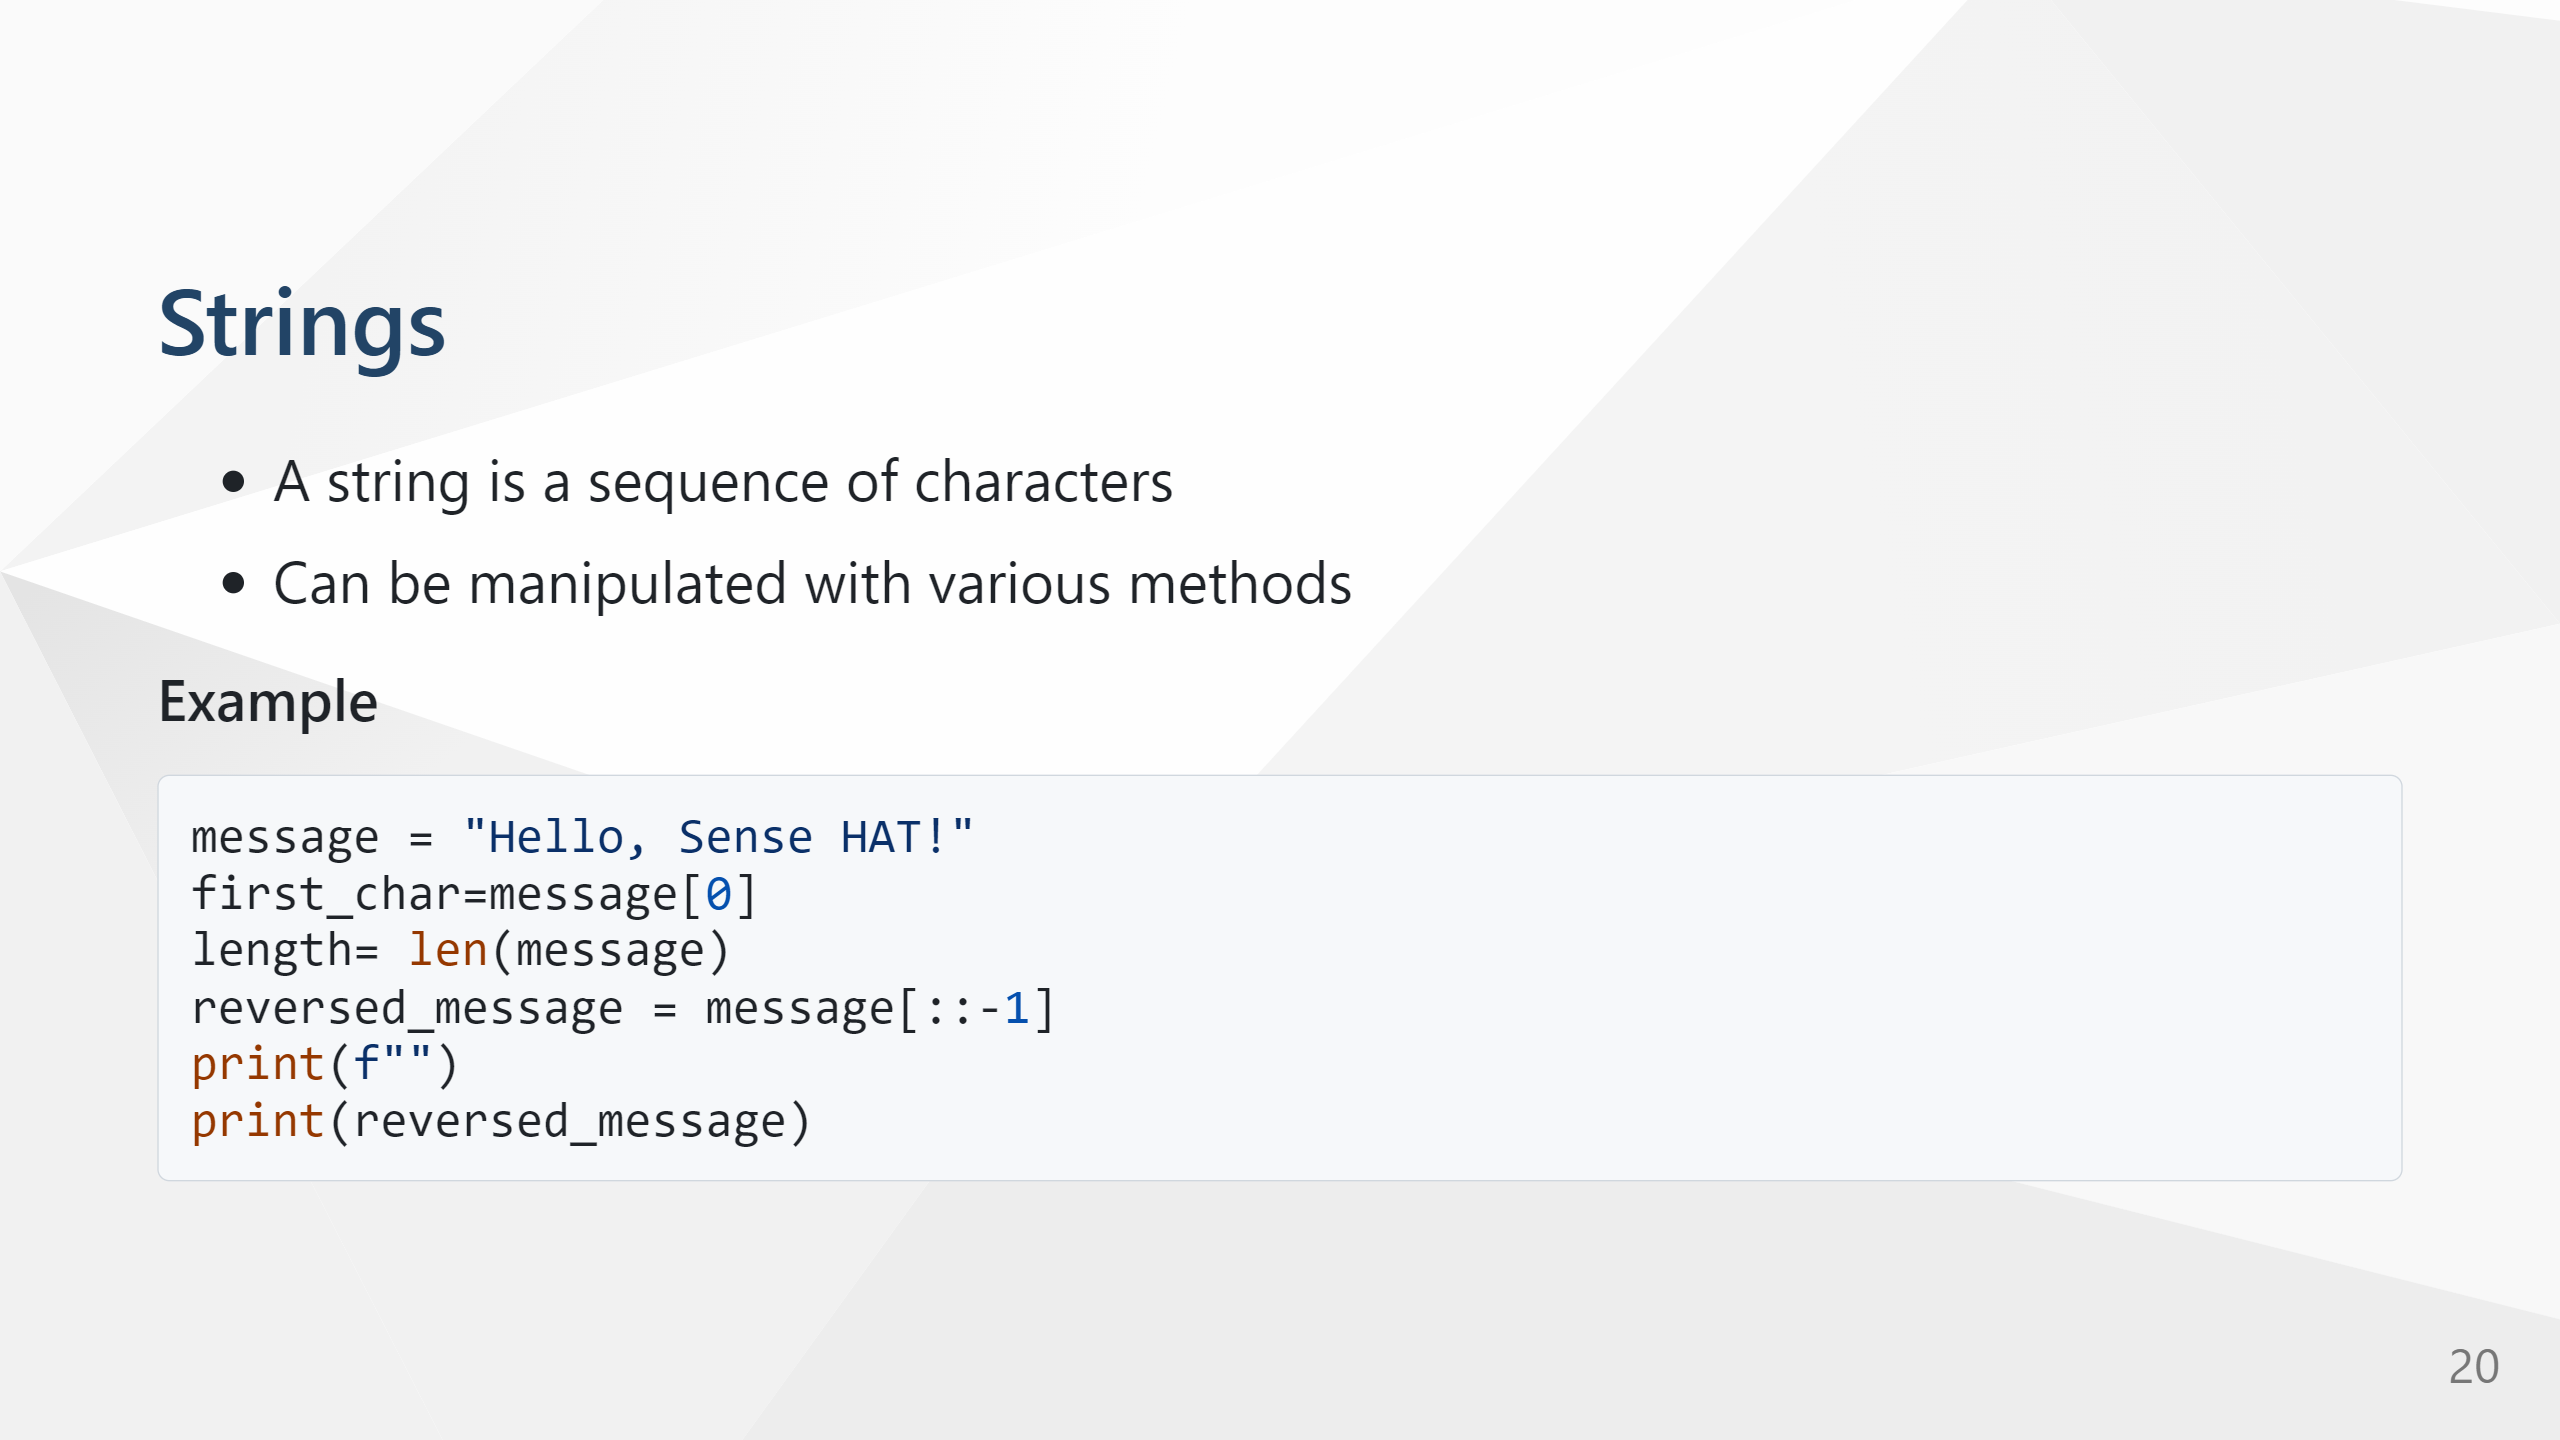 Strings
• A string is a sequence of characters
• Can be manipulated with various methods
Example
message = "Hello, Sense HAT!"
first_char=message[0]
length= len(message)
reversed_message = message[::-1]
print(f"")
print(reversed_message)
20